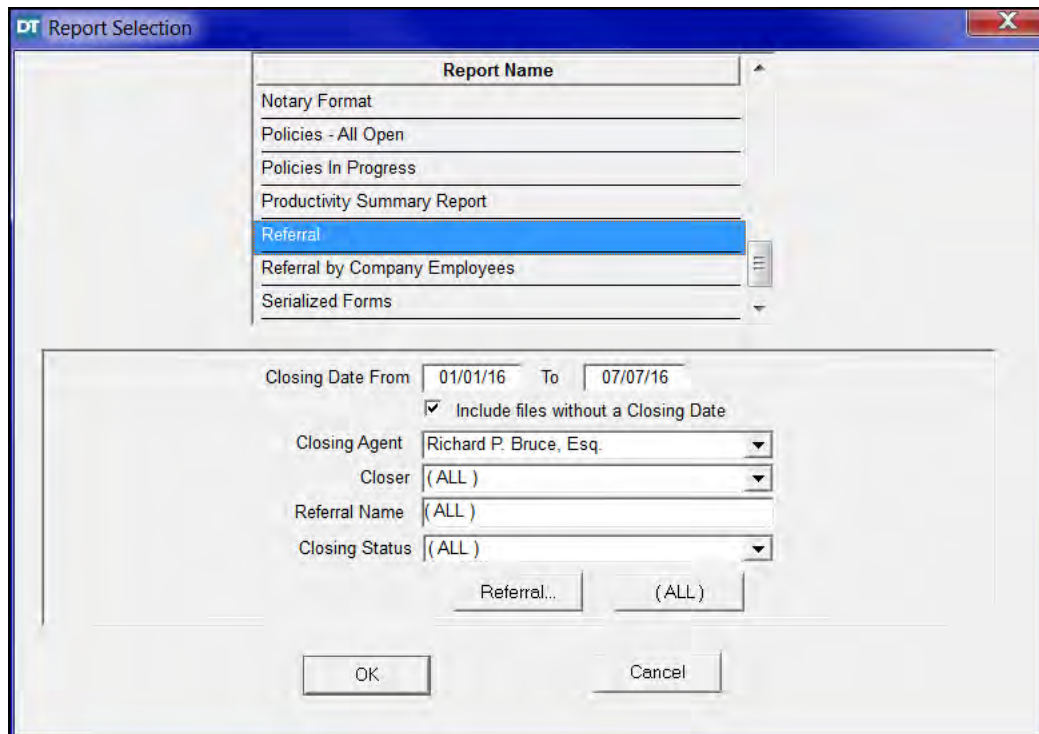 DT Report Selection
X
Report Name
Notary Format
Policies - All Open
Policies In Progress
Productivity Summary Report
Referral
Referral by Company Employees
Serialized Forms
Closing Date From 01/01/16 To 07/07/16
Include files without a Closing Date
Closing Agent Richard P. Bruce, Esq.
Closer ( ALL )
Referral Name ( ALL )
Closing Status ( ALL )
Referral... ( ALL )
OK Cancel